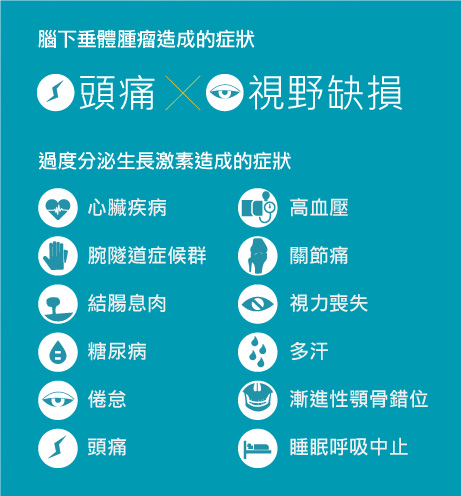 腦下垂體腫瘤造成的症狀
頭痛 視野缺損
過度分泌生長激素造成的症狀
心臟疾病 高血壓
腕隧道症候群 關節痛
結腸息肉 視力喪失
糖尿病 多汗
倦怠 漸進性顎骨錯位
頭痛 睡眠呼吸中止